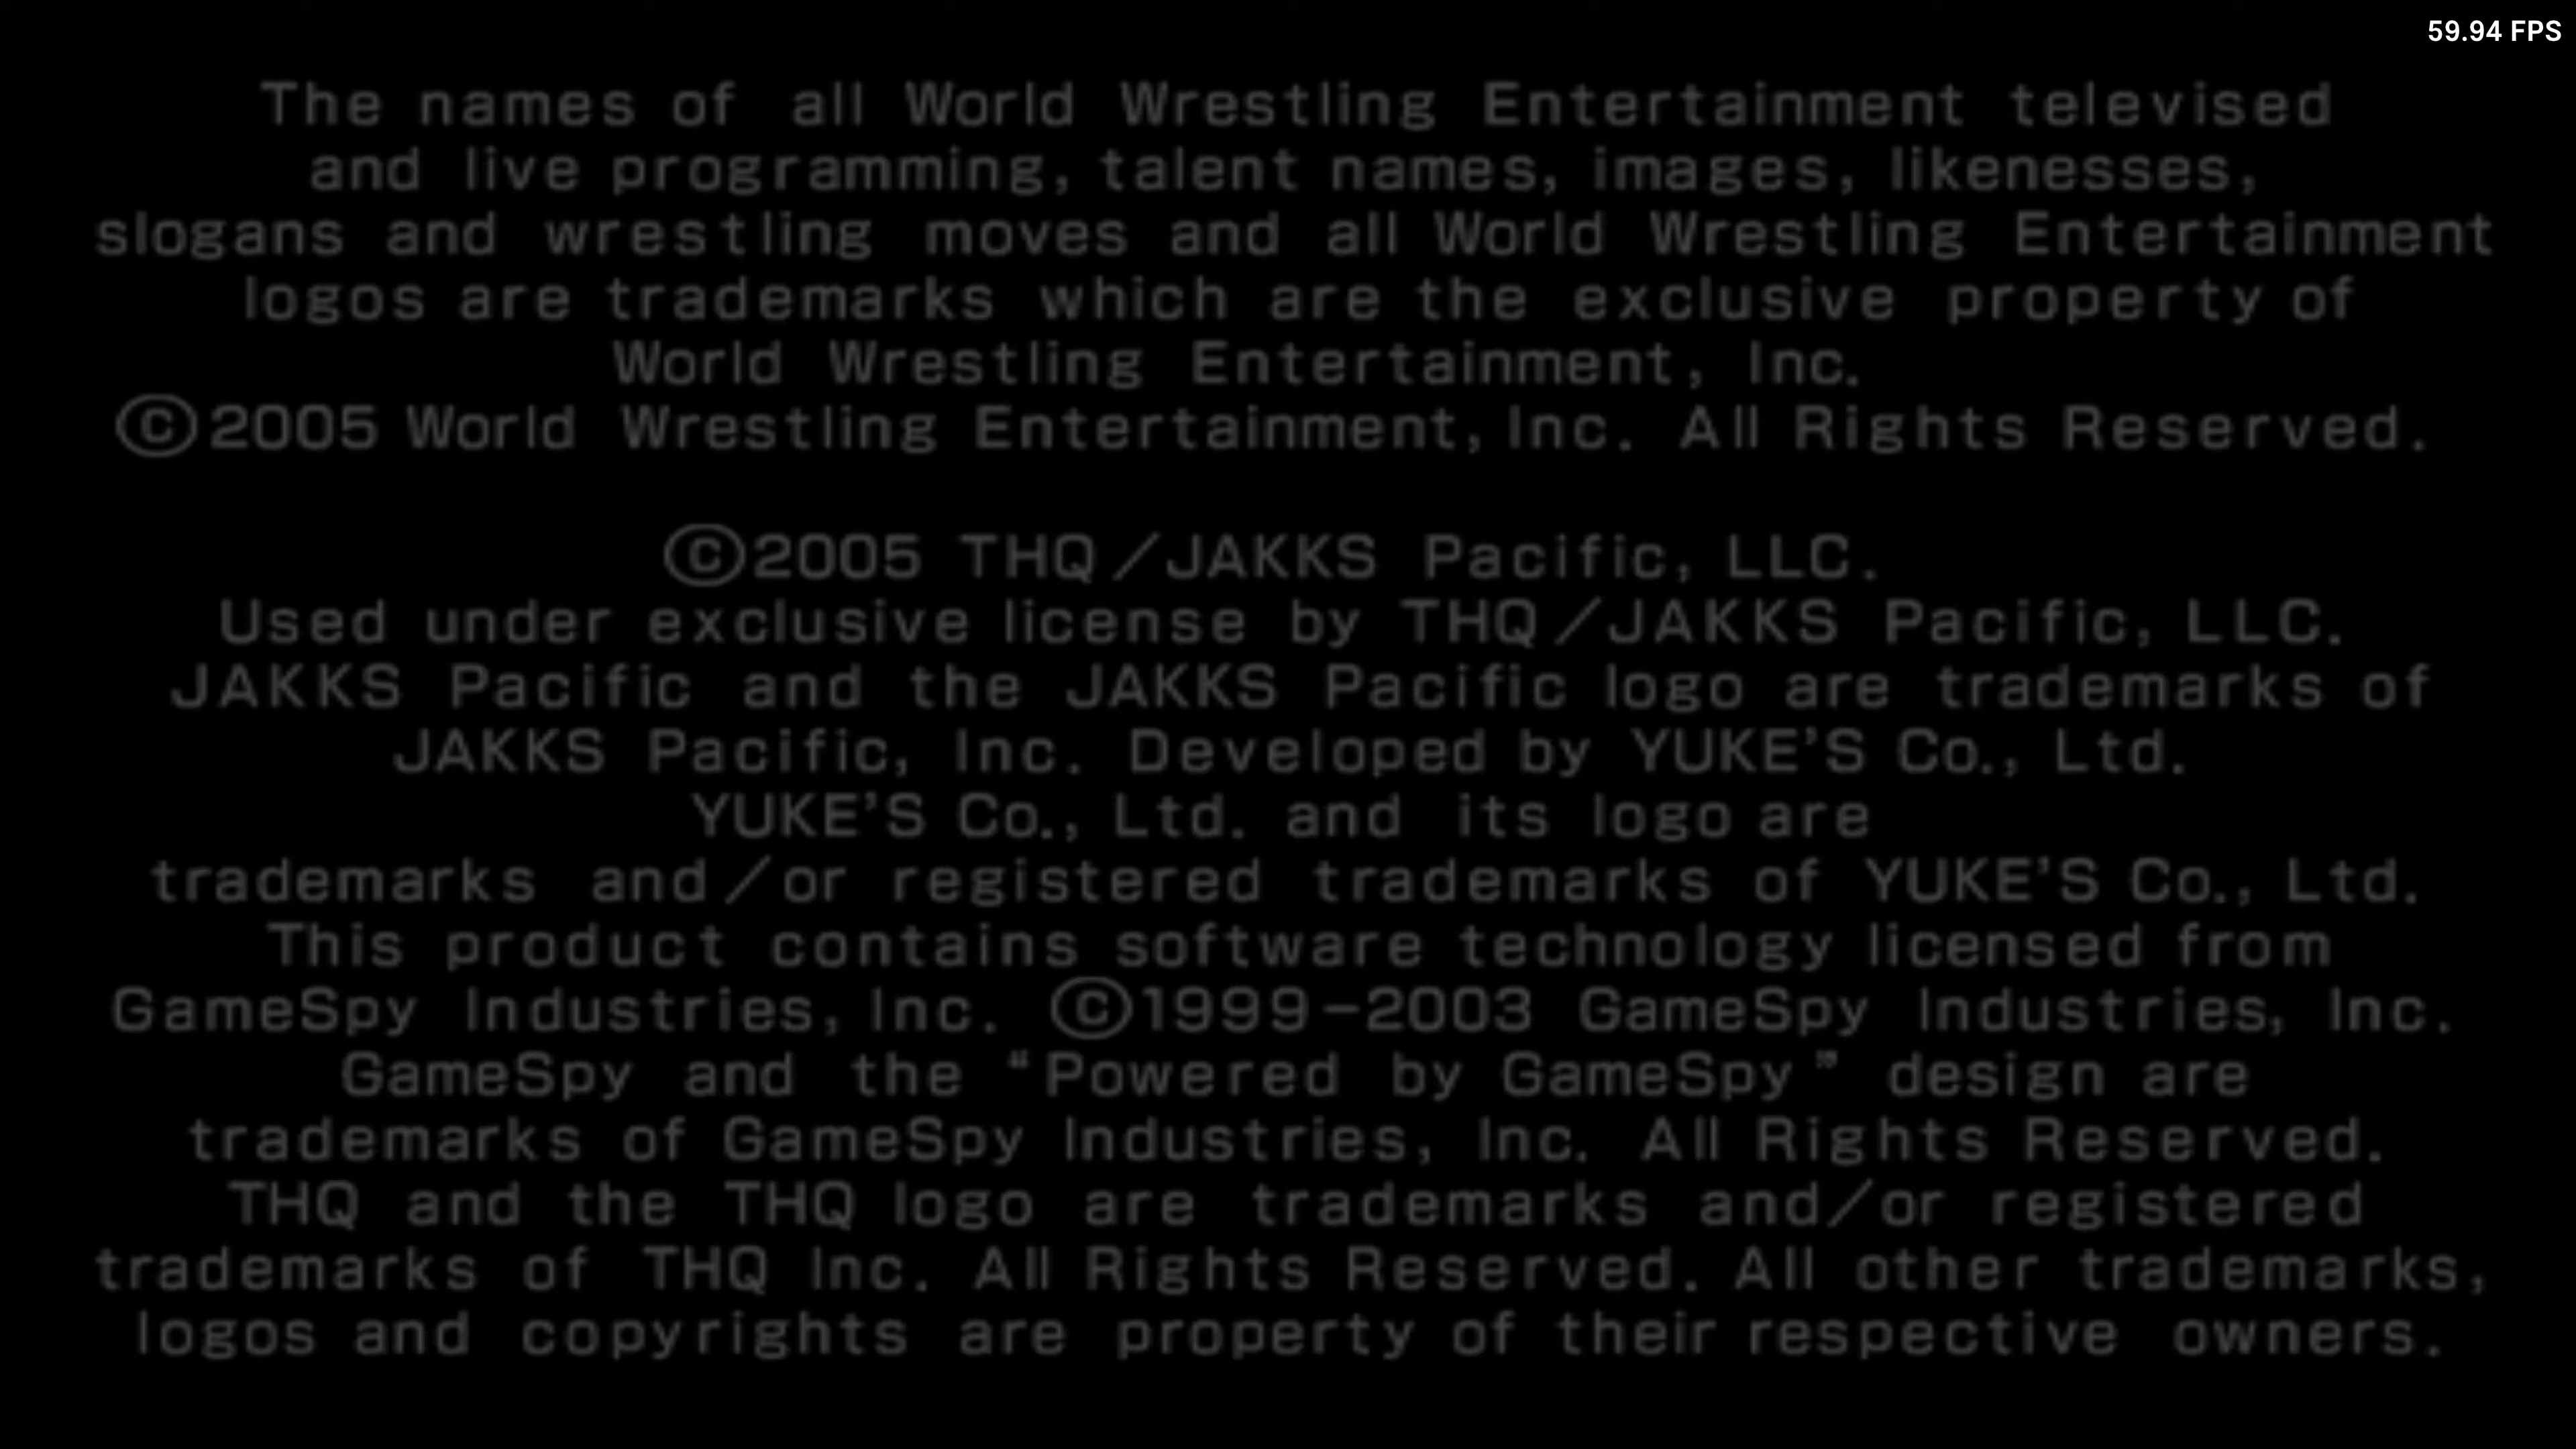 59.94 FPS
The names of all World Wrestling Entertainment televised
and live programming, talent names, images, likenesses,
slogans and wrestling moves and all World Wrestling Entertainment
logos are trademarks which are the exclusive property of
World Wrestling Entertainment, Inc.
©2005 World Wrestling Entertainment, Inc. All Rights Reserved.
©2005 THQ/JAKKS Pacific, LLC.
Used under exclusive license by THQ/JAKKS Pacific, LLC.
JAKKS Pacific and the JAKKS Pacific logo are trademarks of
JAKKS Pacific, Inc. Developed by YUKE'S Co., Ltd.
YUKE'S Co., Ltd. and its logo are
trademarks and/or registered trademarks of YUKE'S Co., Ltd.
This product contains software technology licensed from
GameSpy Industries, Inc. ©1999-2003 GameSpy Industries, Inc.
GameSpy and the “Powered by GameSpy” design are
trademarks of GameSpy Industries, Inc. All Rights Reserved.
THQ and the THQ logo are trademarks and/or registered
trademarks of THQ Inc. All Rights Reserved. All other trademarks,
logos and copyrights are property of their respective owners.